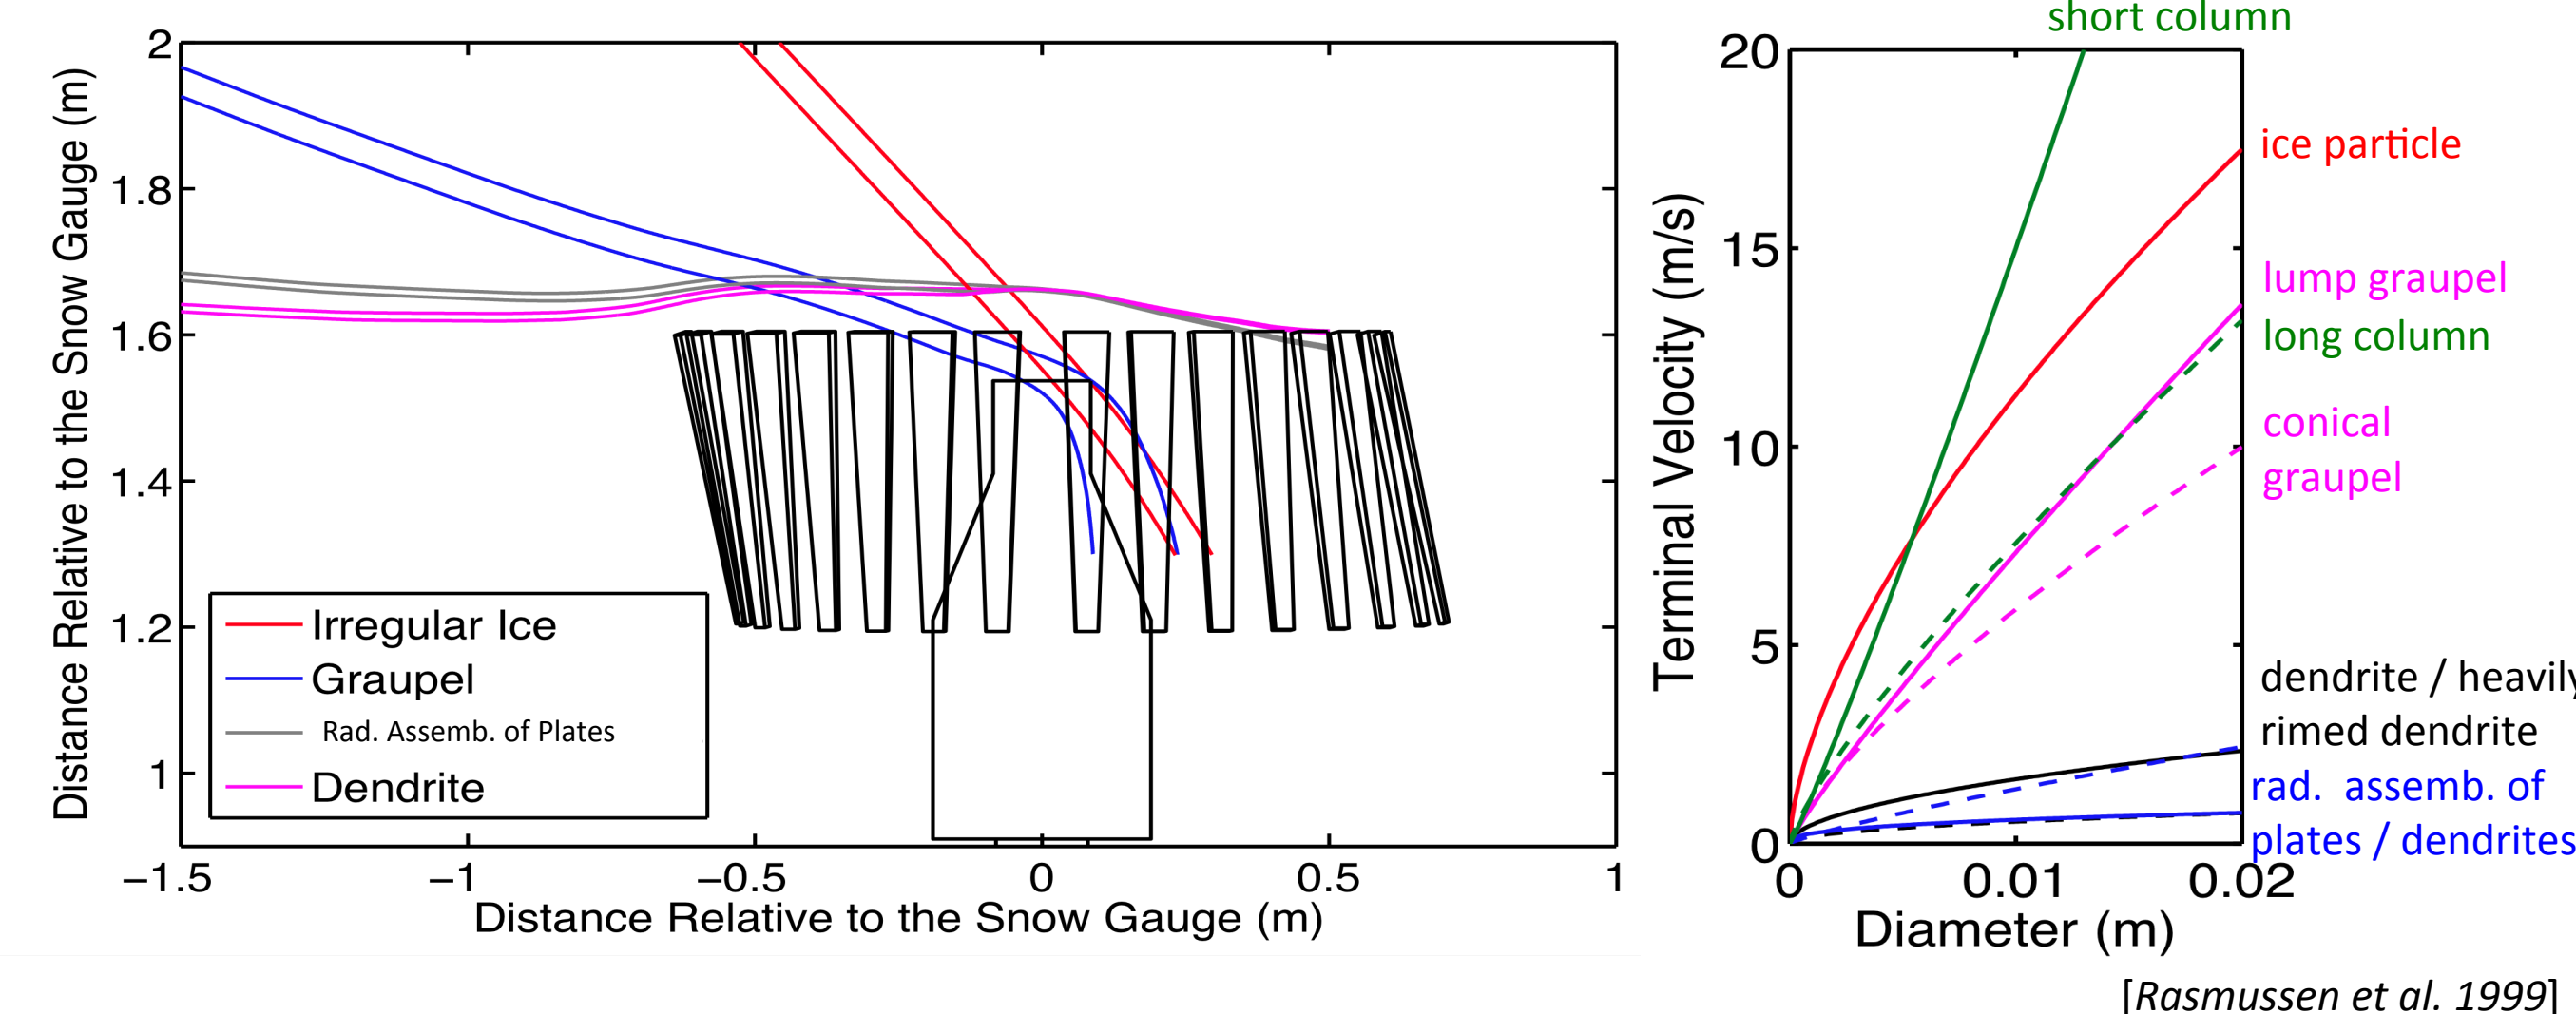 Distance Relative to the Snow Gauge (m)
2
1.8
1.6
1.4
1.2
1
−1.5
−1
−0.5
0
0.5
1
Distance Relative to the Snow Gauge (m)
Irregular Ice
Graupel
Rad. Assemb. of Plates
Dendrite
short column
Terminal Velocity (m/s)
20
15
10
5
0
0
0.01
0.02
Diameter (m)
ice particle
lump graupel
long column
conical
graupel
dendrite / heavily
rimed dendrite
rad. assemb. of
plates / dendrites
[Rasmussen et al. 1999]